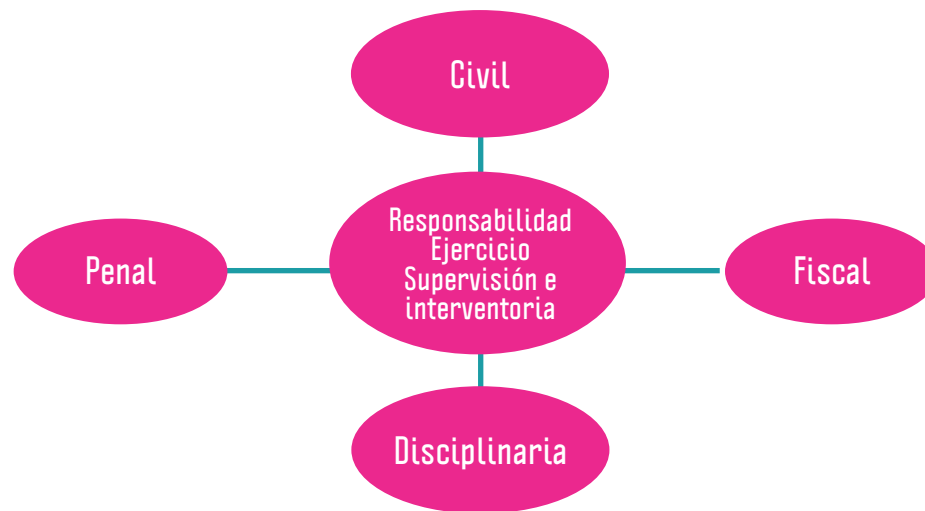 Civil
Responsabilidad
Ejercicio
Supervisión e
interventoria
Penal
Fiscal
Disciplinaria